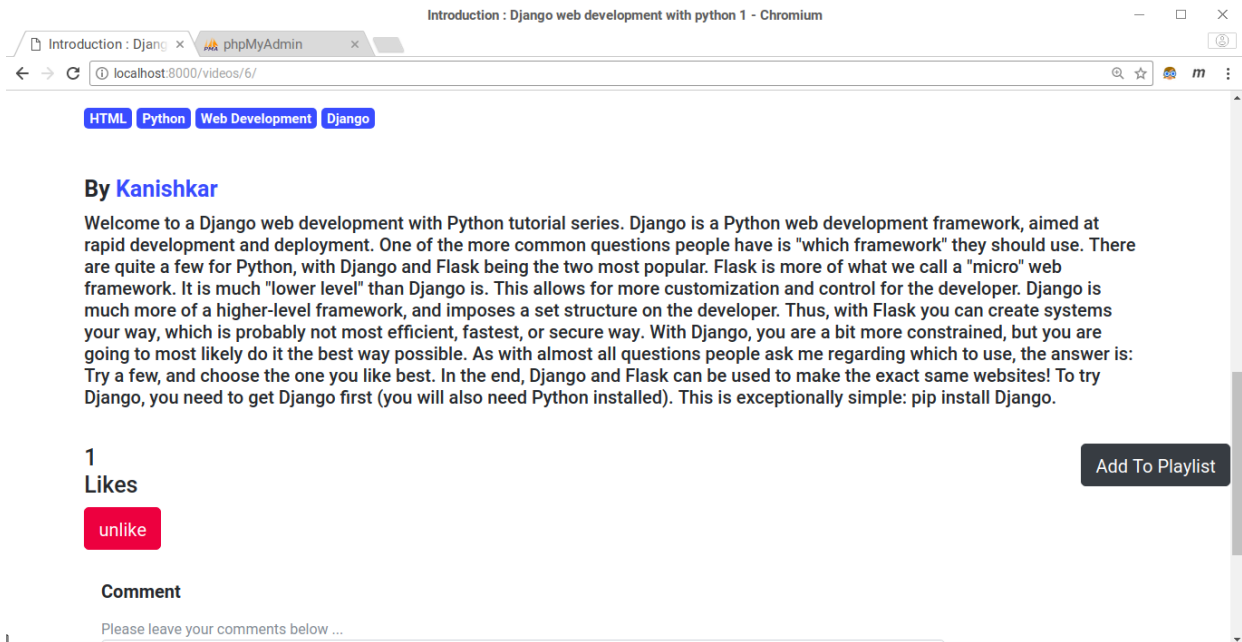 Introduction : Django web development with python 1 - Chromium
Introduction : Djang
phpMyAdmin
localhost:8000/videos/6/
m
HTML Python Web Development Django
By Kanishkar
Welcome to a Django web development with Python tutorial series. Django is a Python web development framework, aimed at
rapid development and deployment. One of the more common questions people have is "which framework" they should use. There
are quite a few for Python, with Django and Flask being the two most popular. Flask is more of what we call a "micro" web
framework. It is much "lower level" than Django is. This allows for more customization and control for the developer. Django is
much more of a higher-level framework, and imposes a set structure on the developer. Thus, with Flask you can create systems
your way, which is probably not most efficient, fastest, or secure way. With Django, you are a bit more constrained, but you are
going to most likely do it the best way possible. As with almost all questions people ask me regarding which to use, the answer is:
Try a few, and choose the one you like best. In the end, Django and Flask can be used to make the exact same websites! To try
Django, you need to get Django first (you will also need Python installed). This is exceptionally simple: pip install Django.
1
Likes
Add To Playlist
unlike
Comment
Please leave your comments below ...